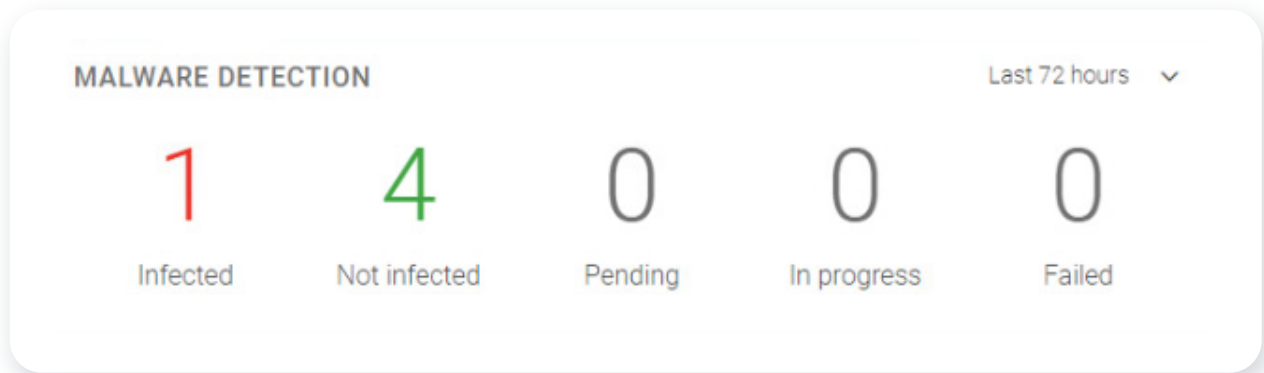 MALWARE DETECTION Last 72 hours
1 4 0 0 0
Infected Not infected Pending In progress Failed